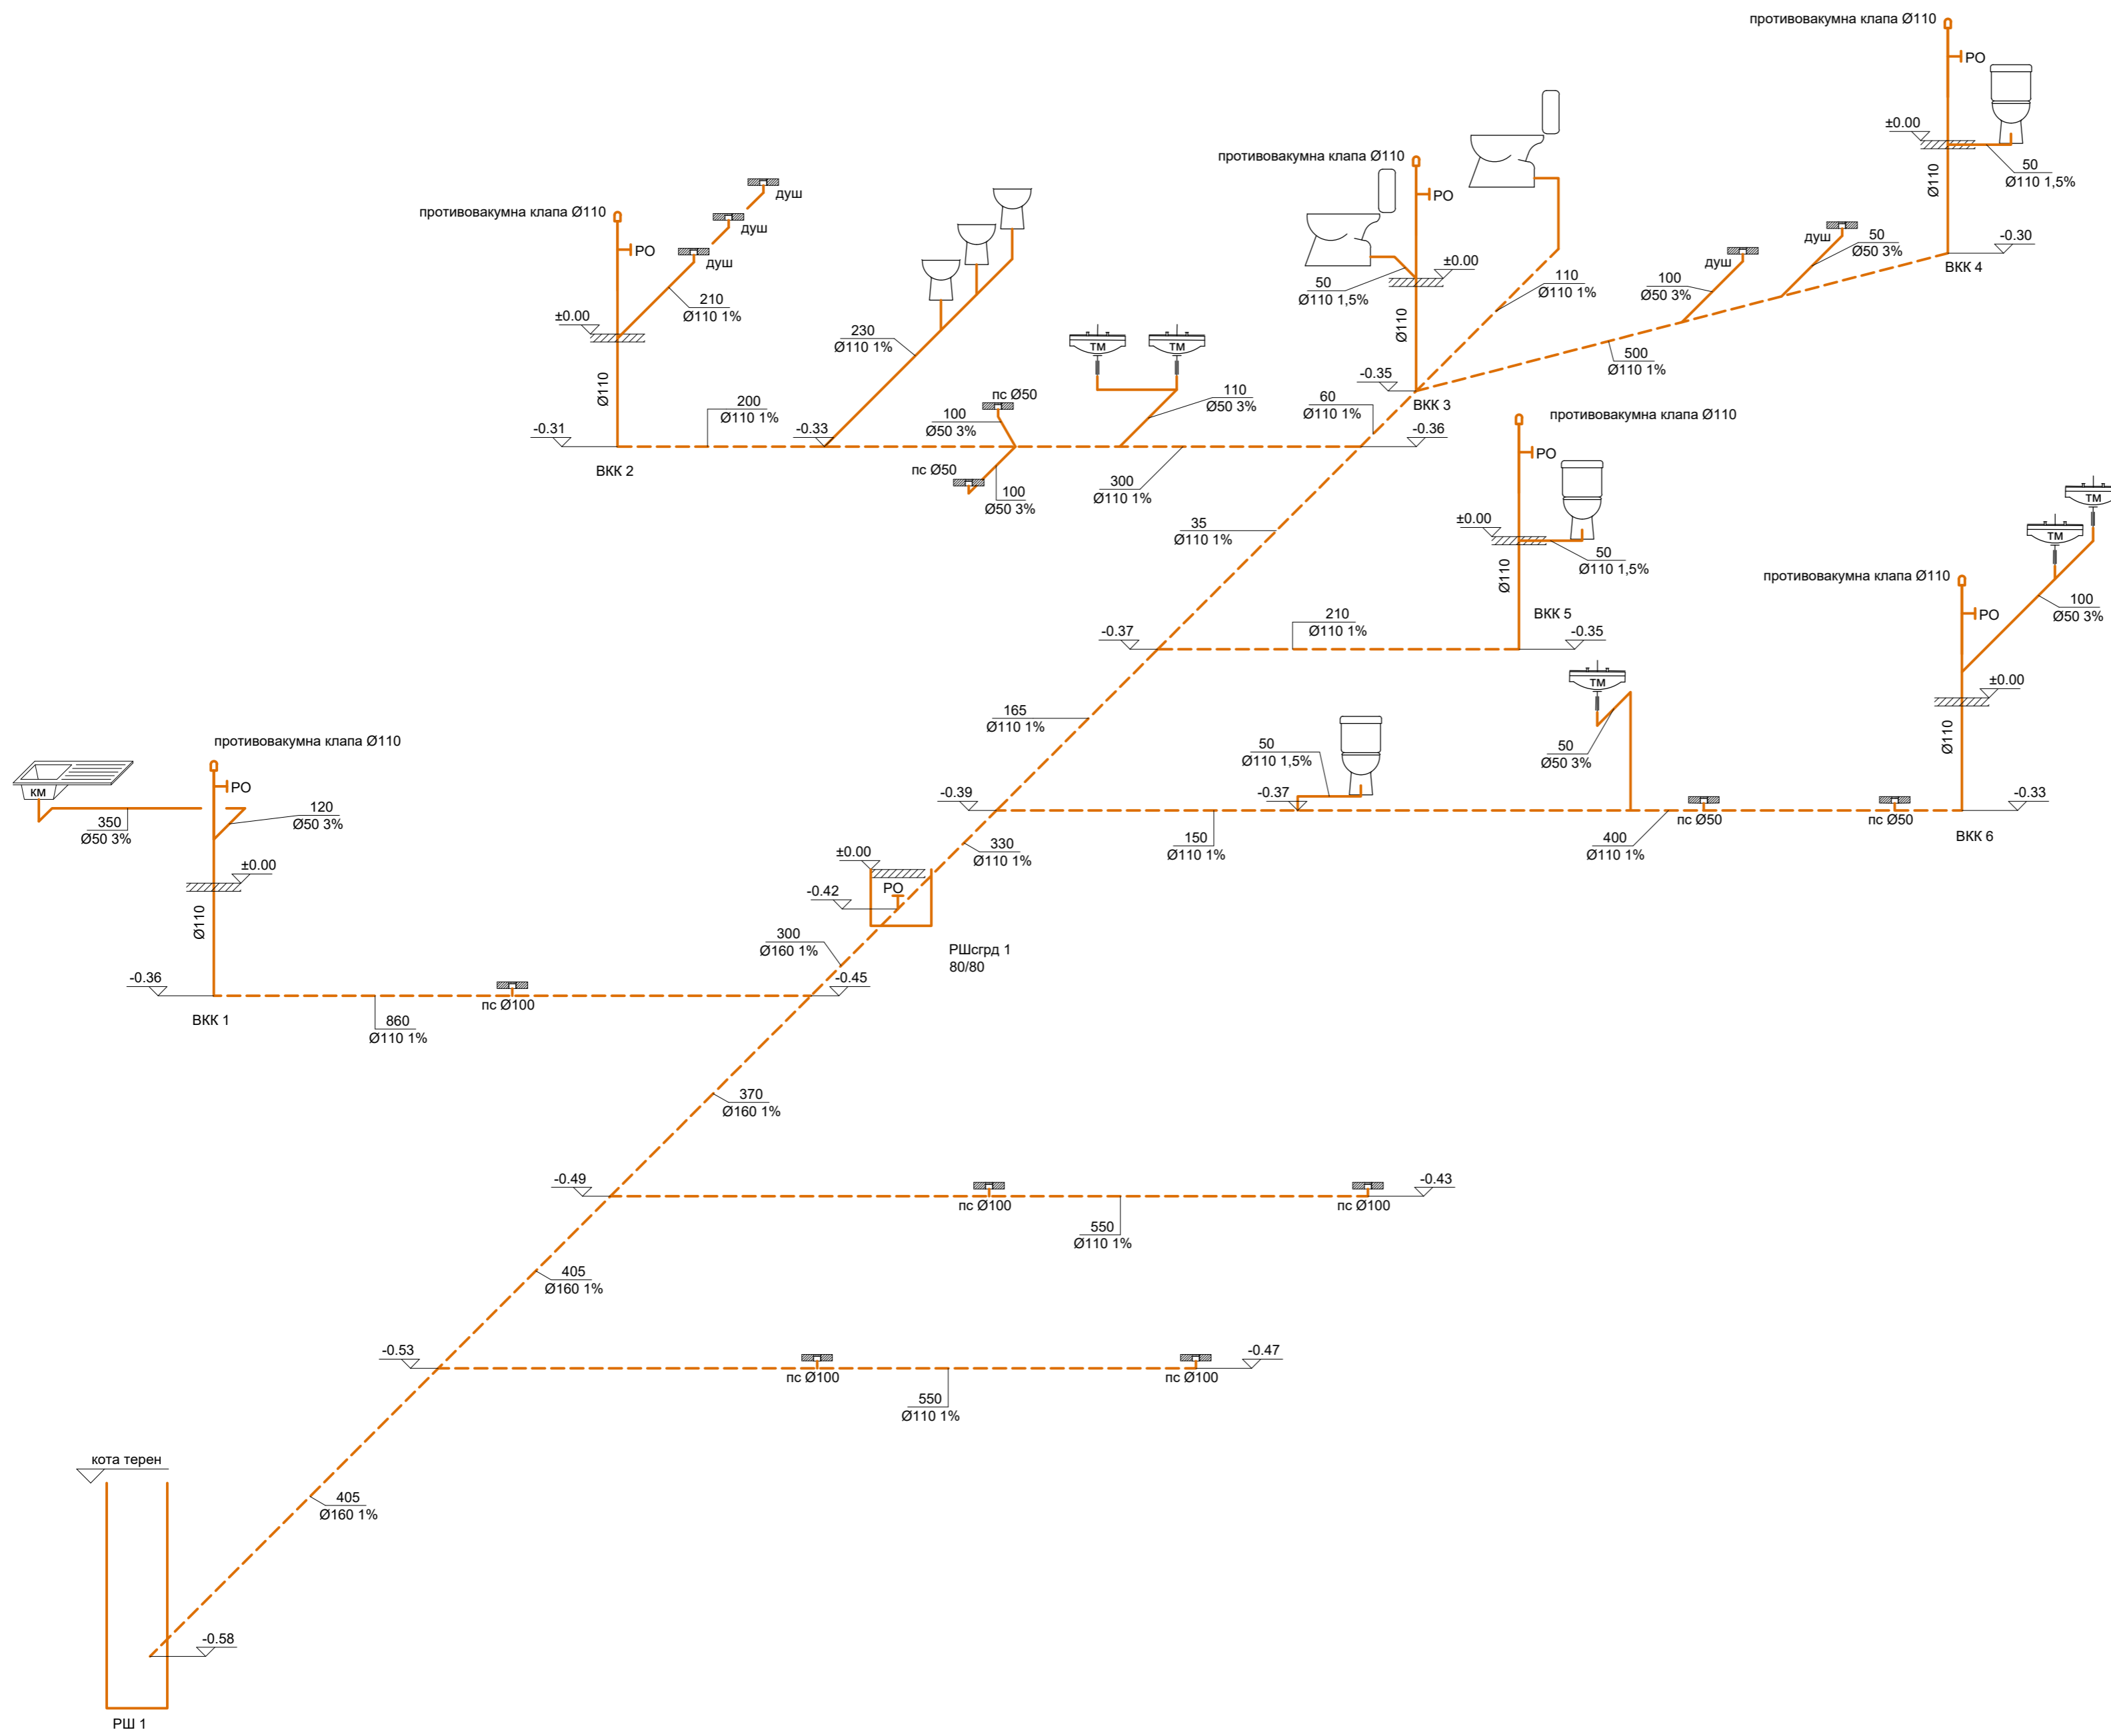 противовакумна клапа Ø110
РО
±0.00
50
Ø110 1,5%
Ø110
-0.30
ВКК 4
душ
50
Ø50 3%
душ
100
Ø50 3%
500
Ø110 1%
противовакумна клапа Ø110
РО
±0.00
50
Ø110 1,5%
Ø110
110
Ø110 1%
-0.35
ВКК 3
60
Ø110 1%
-0.36
душ
душ
душ
противовакумна клапа Ø110
РО
210
Ø110 1%
±0.00
Ø110
-0.31
ВКК 2
200
Ø110 1%
-0.33
230
Ø110 1%
пс Ø50
100
Ø50 3%
пс Ø50
100
Ø50 3%
ТМ
ТМ
110
Ø50 3%
300
Ø110 1%
35
Ø110 1%
противовакумна клапа Ø110
РО
±0.00
50
Ø110 1,5%
Ø110
ВКК 5
-0.35
210
Ø110 1%
-0.37
165
Ø110 1%
ТМ
ТМ
противовакумна клапа Ø110
РО
100
Ø50 3%
±0.00
Ø110
-0.33
ВКК 6
ТМ
50
Ø50 3%
50
Ø110 1,5%
-0.37
-0.39
150
Ø110 1%
400
Ø110 1%
пс Ø50
пс Ø50
330
Ø110 1%
±0.00
РО
-0.42
РШсгрд 1
80/80
300
Ø160 1%
противовакумна клапа Ø110
РО
КМ
350
Ø50 3%
120
Ø50 3%
±0.00
Ø110
-0.36
ВКК 1
860
Ø110 1%
пс Ø100
-0.45
370
Ø160 1%
-0.49
пс Ø100
550
Ø110 1%
пс Ø100
-0.43
405
Ø160 1%
-0.53
пс Ø100
550
Ø110 1%
пс Ø100
-0.47
кота терен
405
Ø160 1%
-0.58
РШ 1